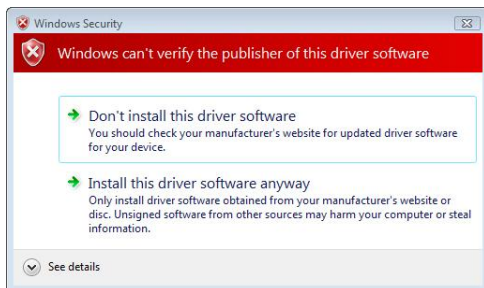 Windows Security
Windows can't verify the publisher of this driver software
Don't install this driver software
You should check your manufacturer's website for updated driver software
for your device.
Install this driver software anyway
Only install driver software obtained from your manufacturer's website or
disc. Unsigned software from other sources may harm your computer or steal
information.
See details